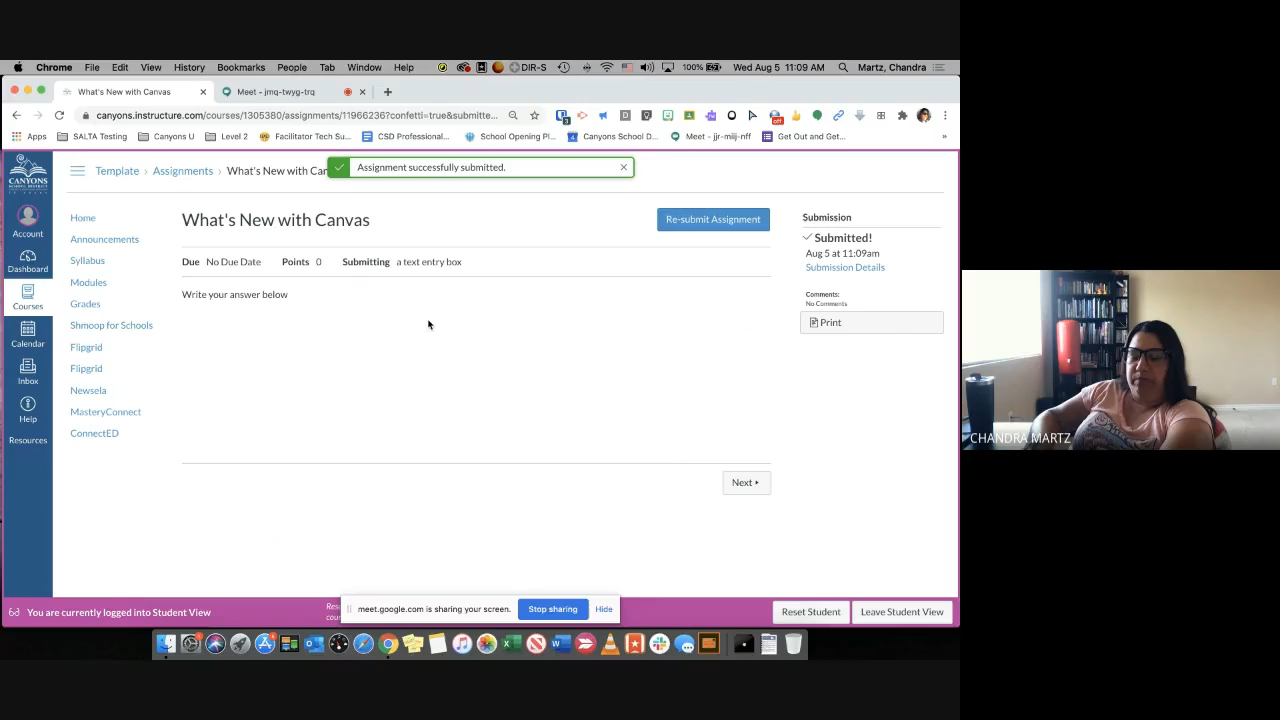 Chrome File Edit View History Bookmarks People Tab Window Help DIR-S 100% Wed Aug 5 11:09 AM Martz, Chandra
What's New with Canvas
Meet - jmq-twyg-trq
canyons.instructure.com/courses/1305380/assignments/11966236?confetti=true&submitte...
off
Apps SALTA Testing Canyons U Level 2 Facilitator Tech Su... CSD Professional... School Opening Pl... Canyons School D... Meet - jjr-miij-nff Get Out and Get... »
CANYONS
Account
Dashboard
Courses
Calendar
Inbox
Help
Resources
Template › Assignments › What's New with Can
Assignment successfully submitted.
Home
Announcements
Syllabus
Modules
Grades
Shmoop for Schools
Flipgrid
Flipgrid
Newsela
MasteryConnect
ConnectED
What's New with Canvas
Re-submit Assignment
Due No Due Date Points 0 Submitting a text entry box
Write your answer below
Next
Submission
Submitted!
Aug 5 at 11:09am
Submission Details
Comments:
No Comments
Print
You are currently logged into Student View
meet.google.com is sharing your screen.
Stop sharing
Hide
Reset Student
Leave Student View
CHANDRA MARTZ